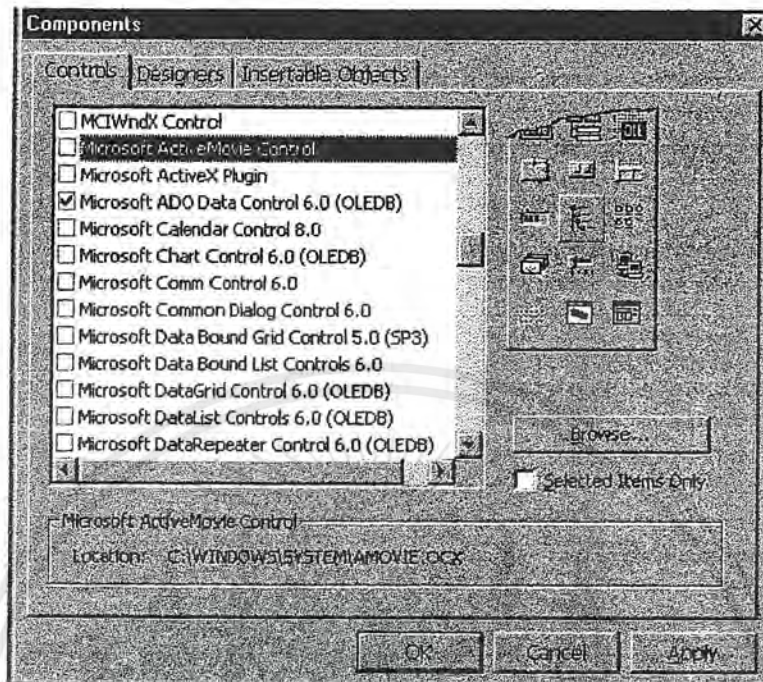 Components
Controls Designers Insertable Objects
MCIWndX Control
Microsoft ActiveMovie Control
Microsoft ActiveX Plugin
Microsoft ADO Data Control 6.0 (OLEDB)
Microsoft Calendar Control 8.0
Microsoft Chart Control 6.0 (OLEDB)
Microsoft Comm Control 6.0
Microsoft Common Dialog Control 6.0
Microsoft Data Bound Grid Control 5.0 (SP3)
Microsoft Data Bound List Controls 6.0
Microsoft DataGrid Control 6.0 (OLEDB)
Microsoft DataList Controls 6.0 (OLEDB)
Microsoft DataRepeater Control 6.0 (OLEDB)
Browse...
Selected Items Only
Microsoft ActiveMovie Control
Location: C:\WINDOWS\SYSTEM\AMOVIE.OCX
OK Cancel Apply